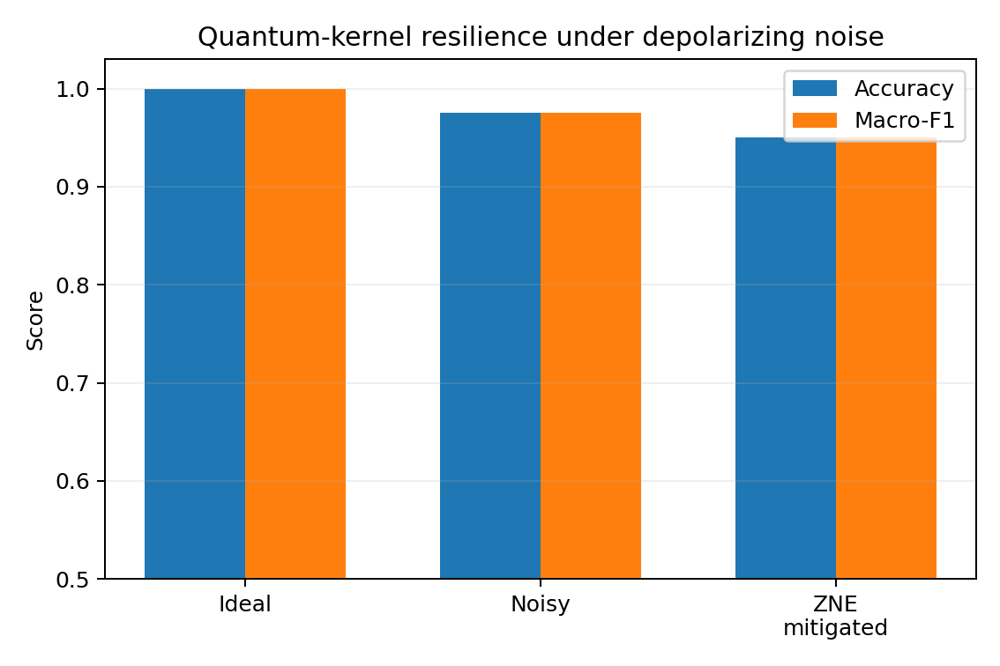 Quantum-kernel resilience under depolarizing noise
Accuracy
Macro-F1
1.0
0.9
0.8
0.7
0.6
0.5
Score
Ideal
Noisy
ZNE
mitigated